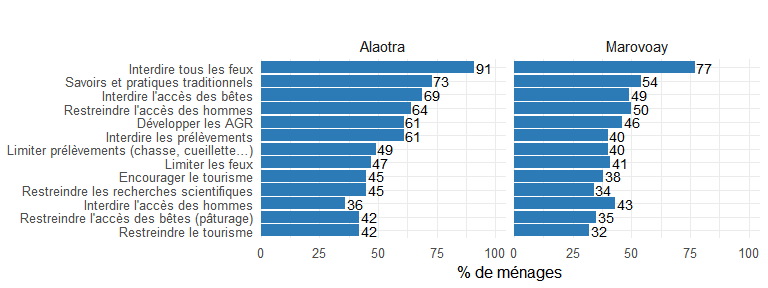 Alaotra Marovoay
Interdire tous les feux 91 77
Savoirs et pratiques traditionnels 73 54
Interdire l'accès des bêtes 69 49
Restreindre l'accès des hommes 64 50
Développer les AGR 61 46
Interdire les prélèvements 61 40
Limiter prélèvements (chasse, cueillette...) 49 40
Limiter les feux 47 41
Encourager le tourisme 45 38
Restreindre les recherches scientifiques 45 34
Interdire l'accès des hommes 36 43
Restreindre l'accès des bêtes (pâturage) 42 35
Restreindre le tourisme 42 32
0 25 50 75 100 0 25 50 75 100
% de ménages